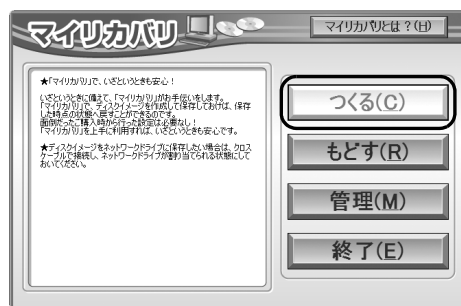 マイリカバリ
マイリカバリとは？(H)
★「マイリカバリ」で、いざというときも安心！
いざというときに備えて、「マイリカバリ」がお手伝いをします。
「マイリカバリ」で、ディスクイメージを作成して保存しておけば、保存
した時点の状態へ戻すことができるのです。
面倒だったご購入時から行った設定は必要なし！
「マイリカバリ」を上手に利用すれば、いざというときも安心です。
★ディスクイメージをネットワークドライブに保存したい場合は、クロス
ケーブルで接続し、ネットワークドライブが割り当てられる状態にして
おいてください。
つくる(C)
もどす(R)
管理(M)
終了(E)